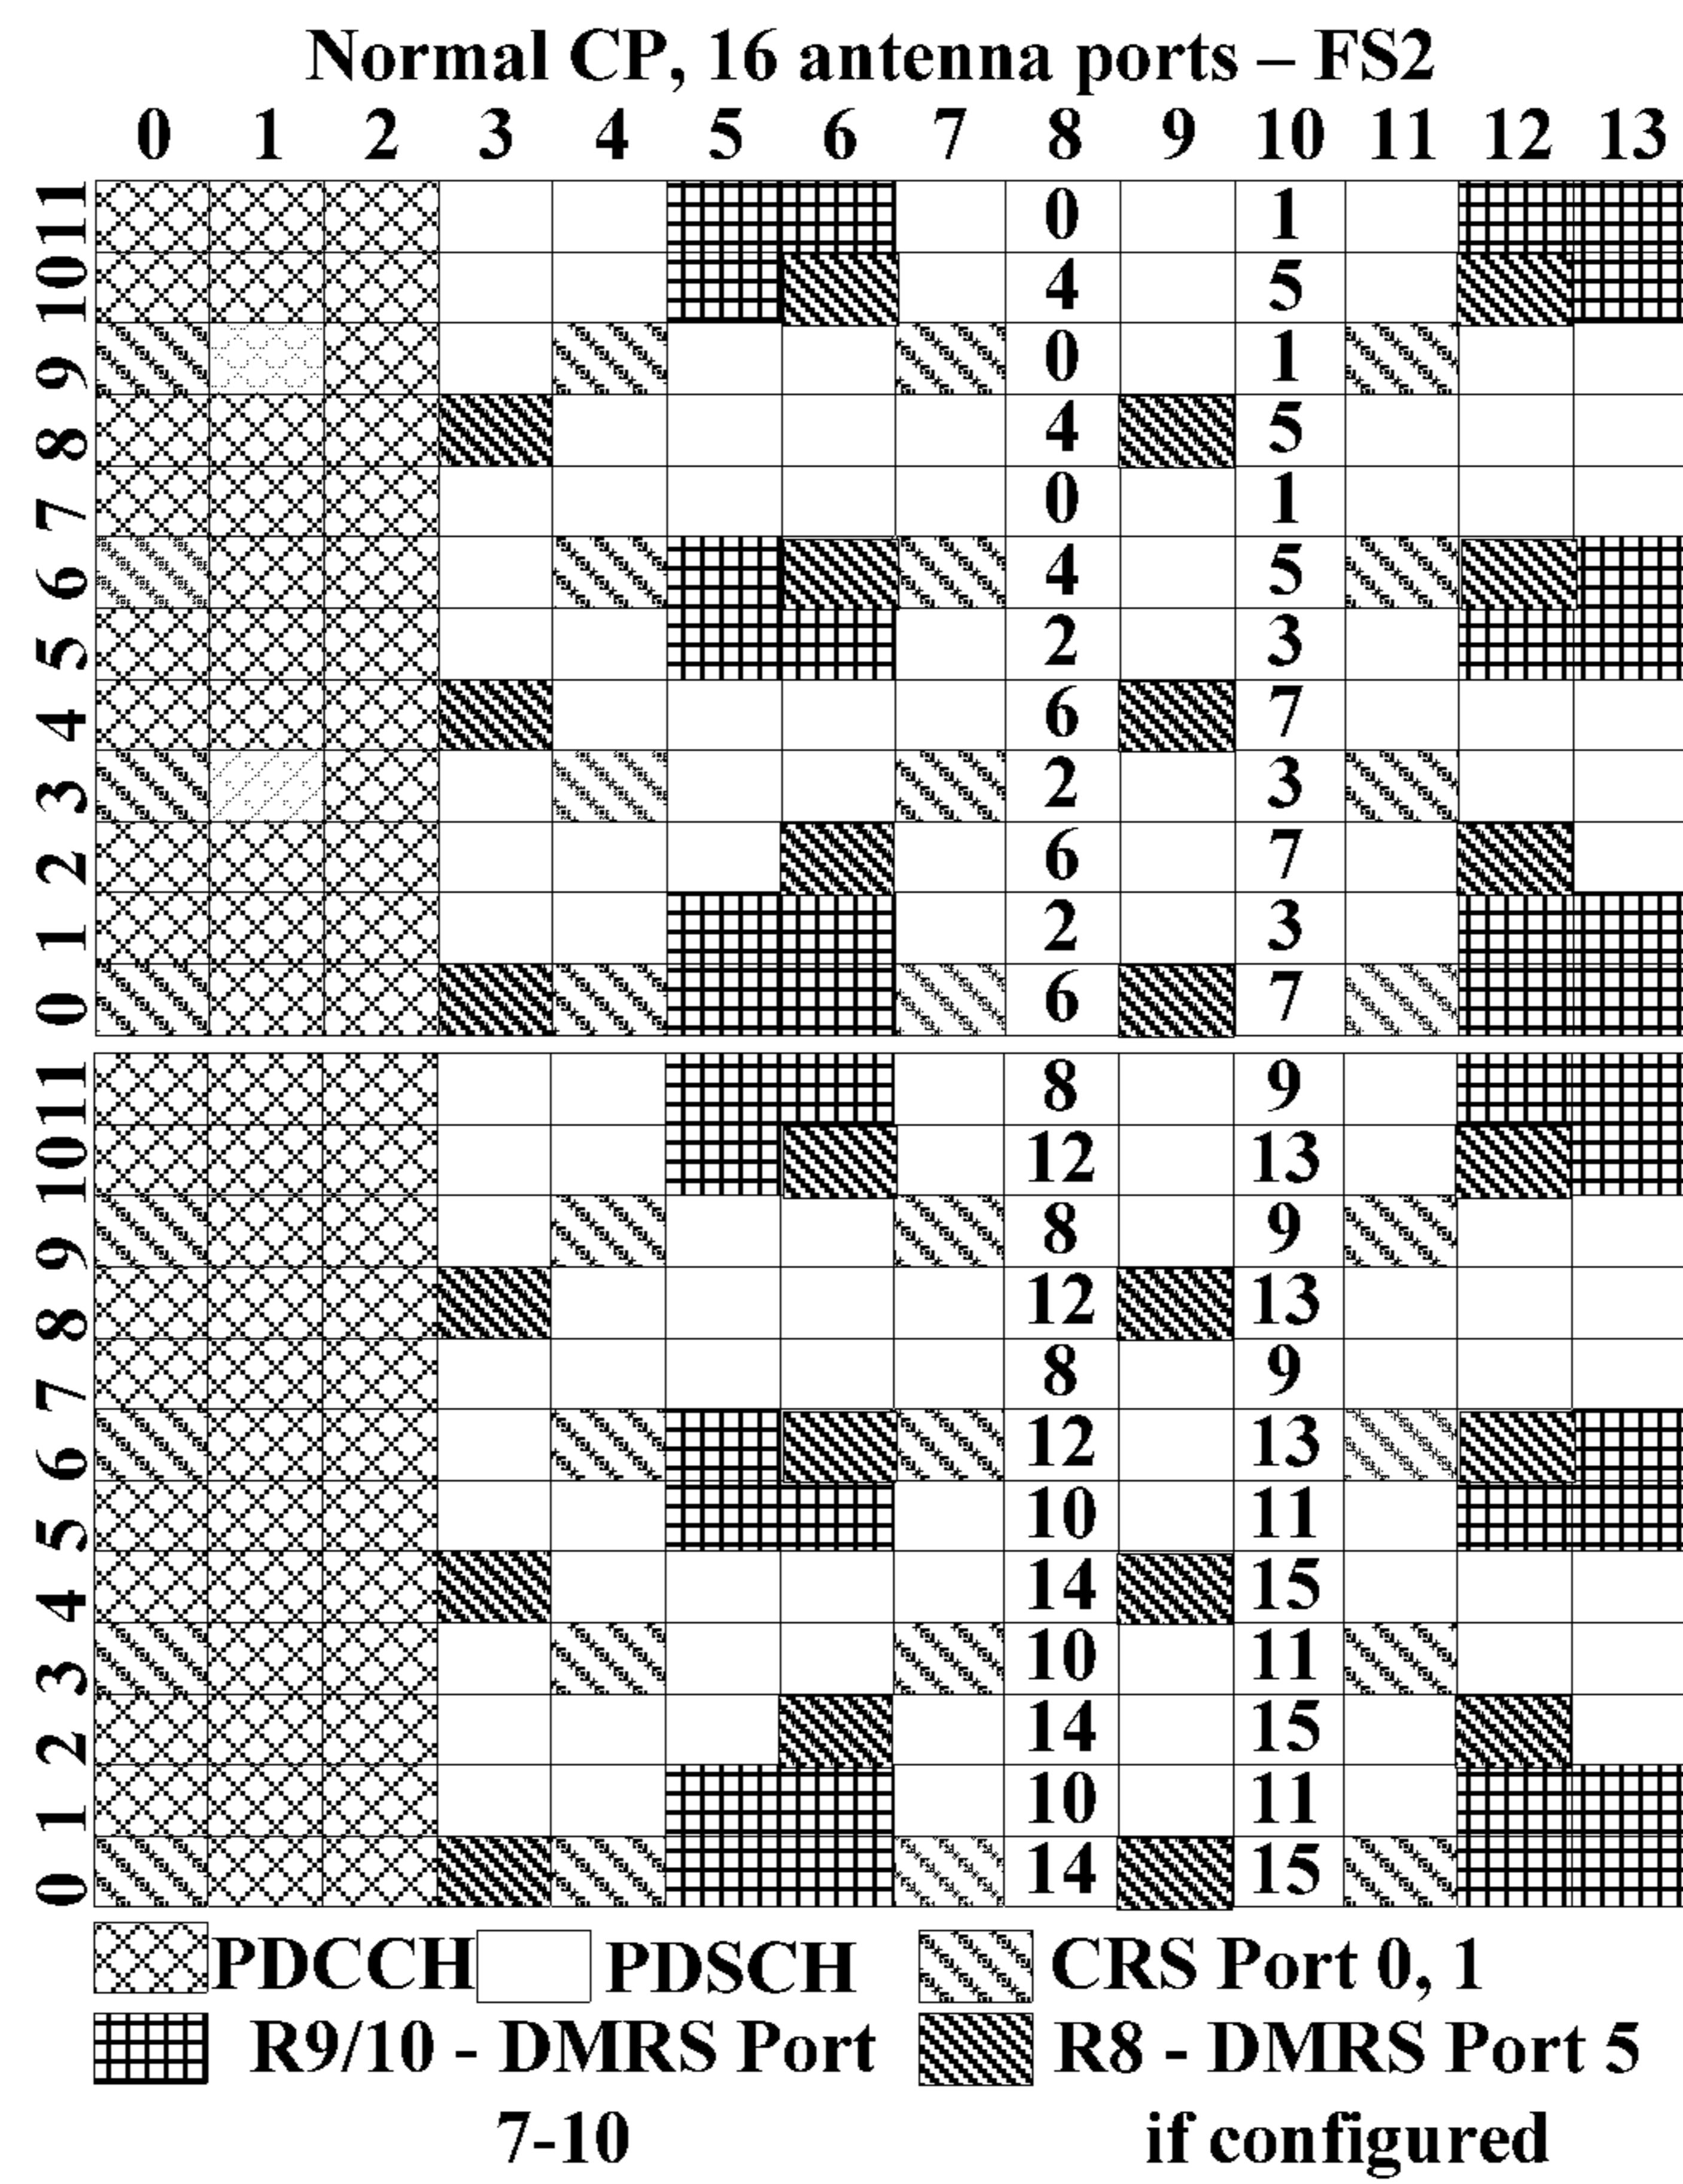 Normal CP, 16 antenna ports – FS2
0 1 2 3 4 5 6 7 8 9 10 11 12 13
11 0 1
10 4 5
9 0 1
8 4 5
7 0 1
6 4 5
5 2 3
4 6 7
3 2 3
2 6 7
1 2 3
0 6 7
11 8 9
10 12 13
9 8 9
8 12 13
7 8 9
6 12 13
5 10 11
4 14 15
3 10 11
2 14 15
1 10 11
0 14 15
PDCCH PDSCH CRS Port 0, 1
R9/10 - DMRS Port R8 - DMRS Port 5
7-10 if configured